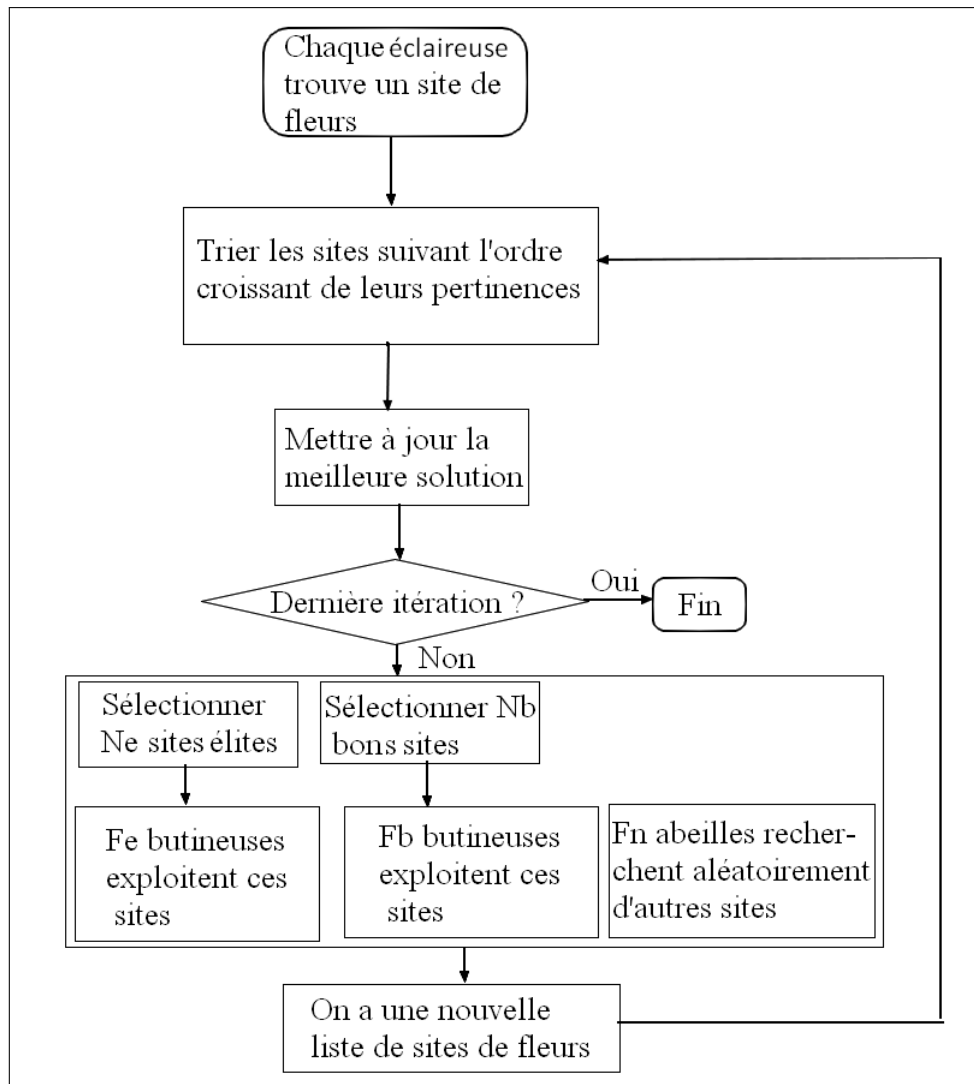 Chaque éclaireuse
trouve un site de
fleurs
Trier les sites suivant l'ordre
croissant de leurs pertinences
Mettre à jour la
meilleure solution
Dernière itération ?
Oui
Fin
Non
Sélectionner
Ne sites élites
Sélectionner Nb
bons sites
Fe butineuses
exploitent ces
sites
Fb butineuses
exploitent ces
sites
Fn abeilles recher-
chent aléatoirement
d'autres sites
On a une nouvelle
liste de sites de fleurs